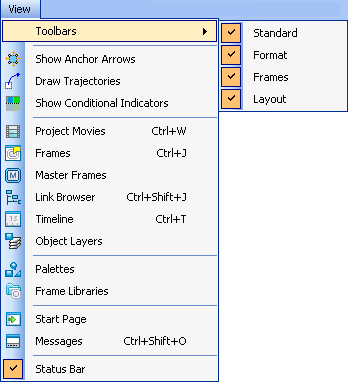 View
Toolbars
Standard
Format
Frames
Layout
Show Anchor Arrows
Draw Trajectories
Show Conditional Indicators
Project Movies Ctrl+W
Frames Ctrl+J
Master Frames
Link Browser Ctrl+Shift+J
Timeline Ctrl+T
Object Layers
Palettes
Frame Libraries
Start Page
Messages Ctrl+Shift+O
Status Bar